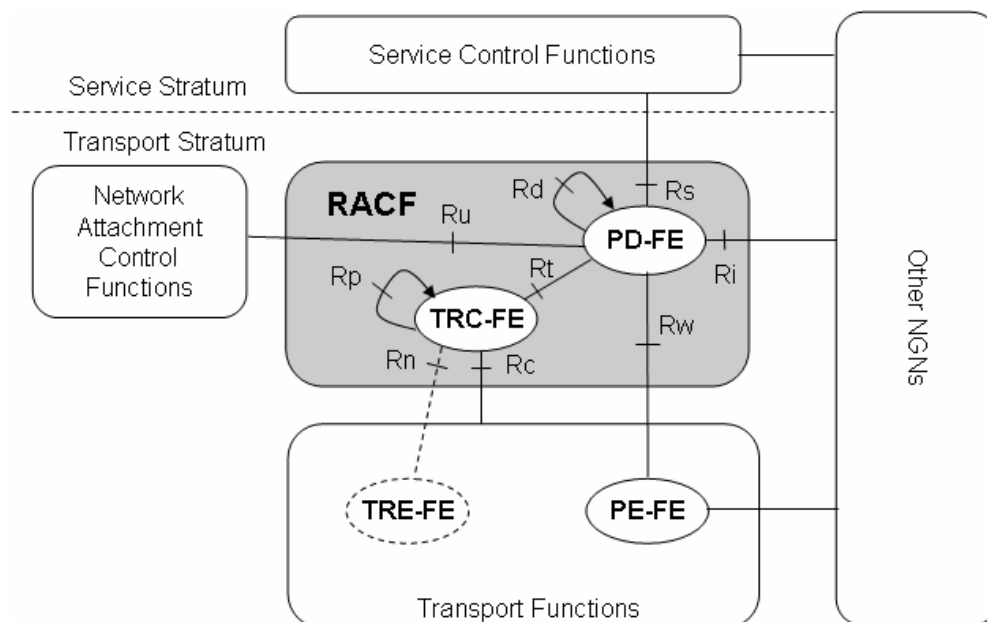 Service Control Functions
Service Stratum
Transport Stratum
Network
Attachment
Control
Functions
RACF
Rd
Rs
Ru
PD-FE
Rt
Ri
Rp
TRC-FE
Rw
Rn
Rc
Other NGNs
TRE-FE
PE-FE
Transport Functions